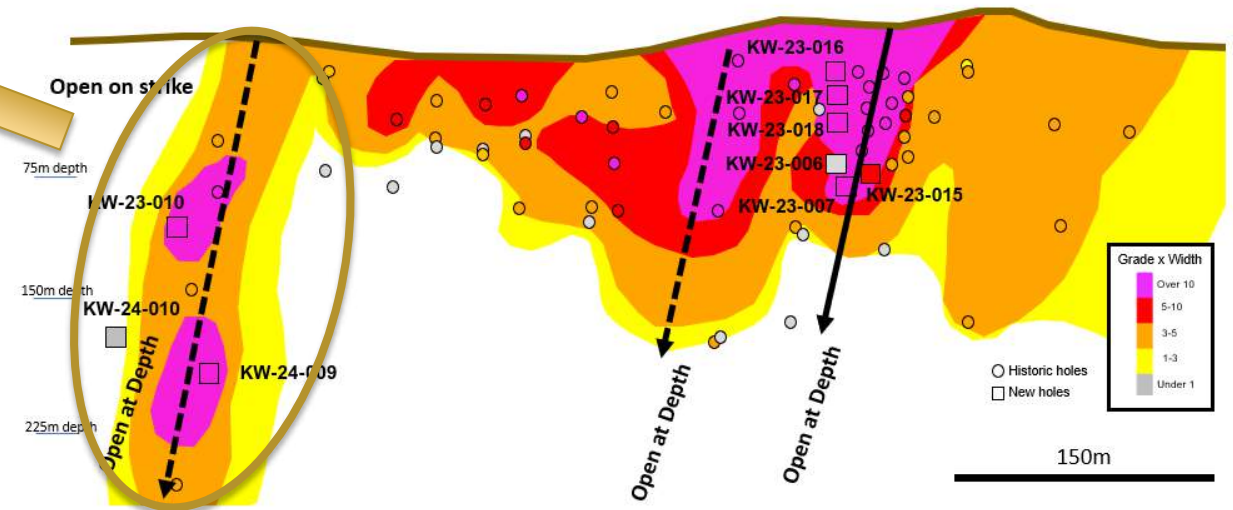 Open on strike
75m depth
150m depth
225m depth
KW-23-010
KW-24-010
KW-24-009
Open at Depth
KW-23-016
KW-23-017
KW-23-018
KW-23-006
KW-23-007
KW-23-015
Open at Depth
Open at Depth
Historic holes
New holes
Grade x Width
Over 10
5-10
3-5
1-3
Under 1
150m